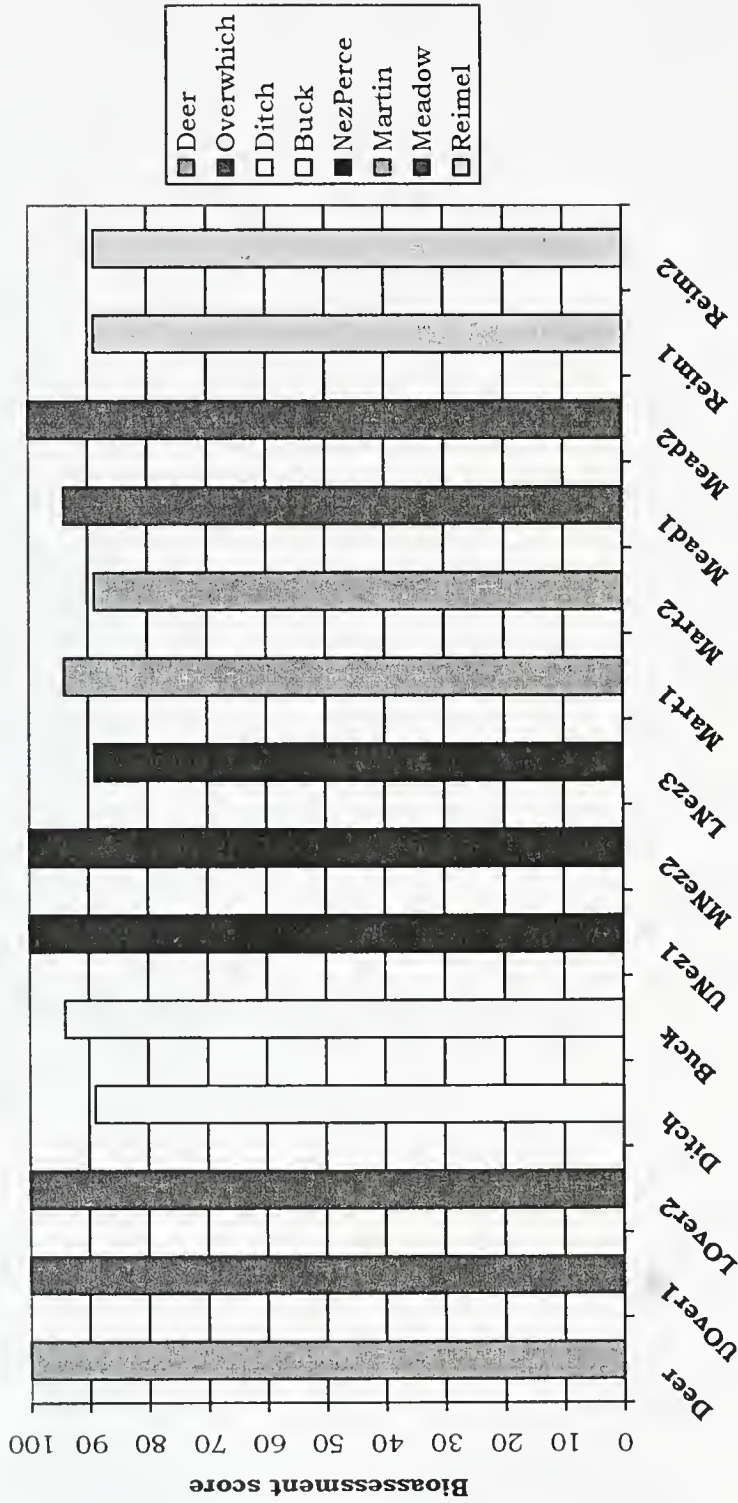 Bioassessment score
100
90
80
70
60
50
40
30
20
10
0
Deer
UOver1
LOver2
Ditch
Buck
UNez1
MNez2
LNez3
Mart1
Mart2
Mead1
Mead2
Reim1
Reim2
Deer
Overwhich
Ditch
Buck
NezPerce
Martin
Meadow
Reimel